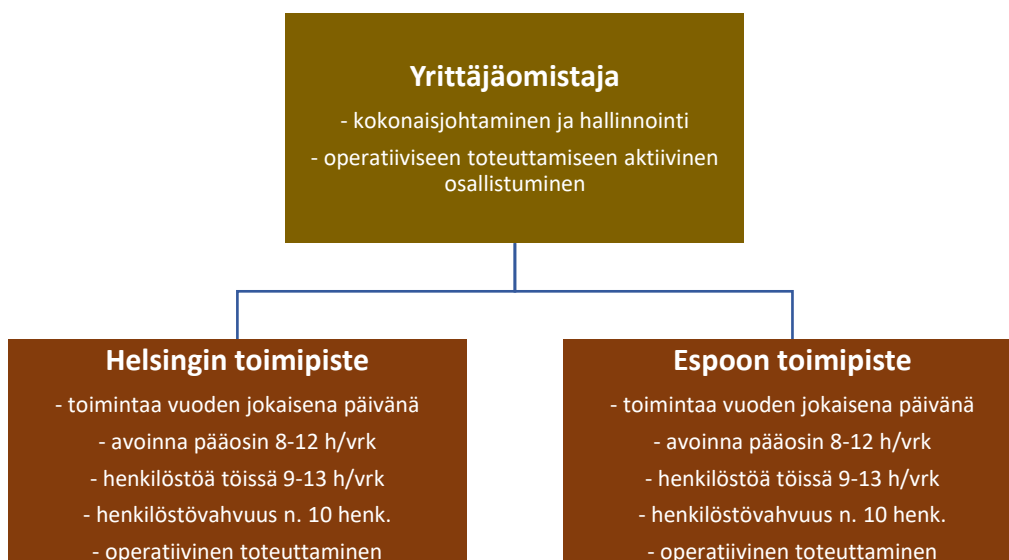 Yrittäjäomistaja
- kokonaisjohtaminen ja hallinnointi
- operatiiviseen toteuttamiseen aktiivinen
osallistuminen
Helsingin toimipiste
- toimintaa vuoden jokaisena päivänä
- avoinna pääosin 8-12 h/vrk
- henkilöstöä töissä 9-13 h/vrk
- henkilöstövahvuus n. 10 henk.
- operatiivinen toteuttaminen
Espoon toimipiste
- toimintaa vuoden jokaisena päivänä
- avoinna pääosin 8-12 h/vrk
- henkilöstöä töissä 9-13 h/vrk
- henkilöstövahvuus n. 10 henk.
- operatiivinen toteuttaminen